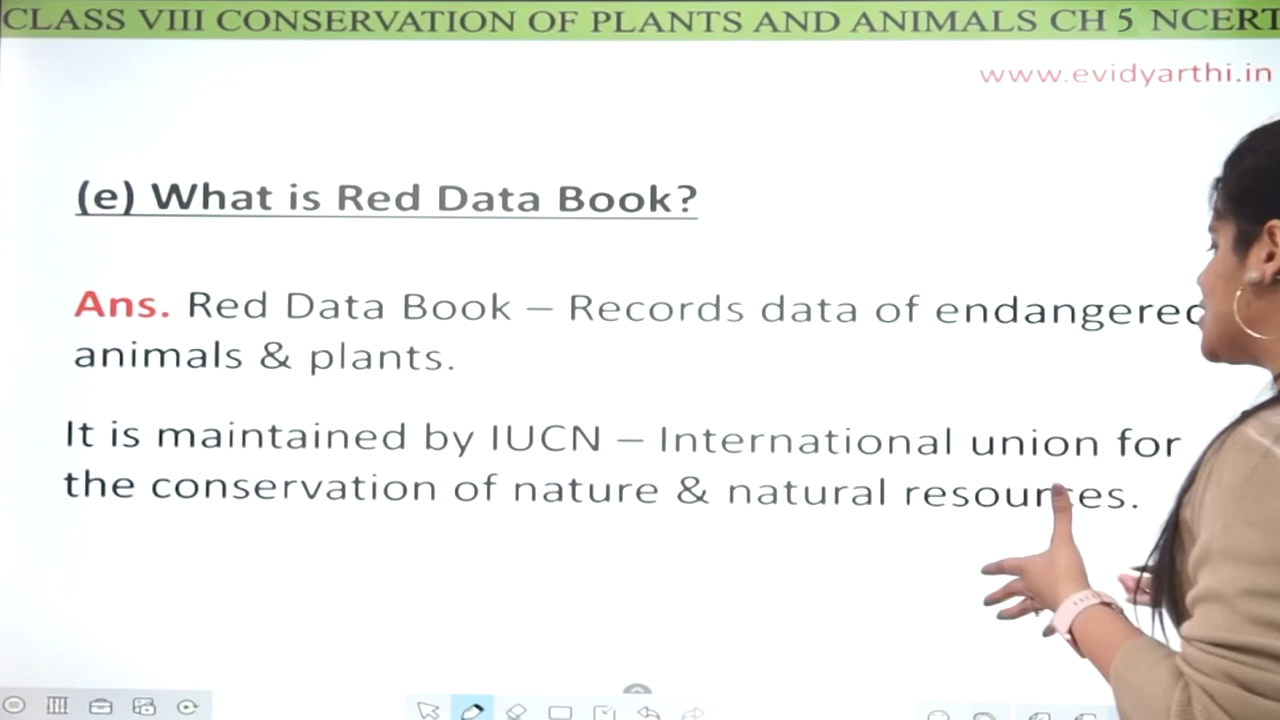 CLASS VIII CONSERVATION OF PLANTS AND ANIMALS CH 5 NCERT
www.evidyarthi.in
(e) What is Red Data Book?
Ans. Red Data Book – Records data of endangered
animals & plants.
It is maintained by IUCN – International union for
the conservation of nature & natural resources.